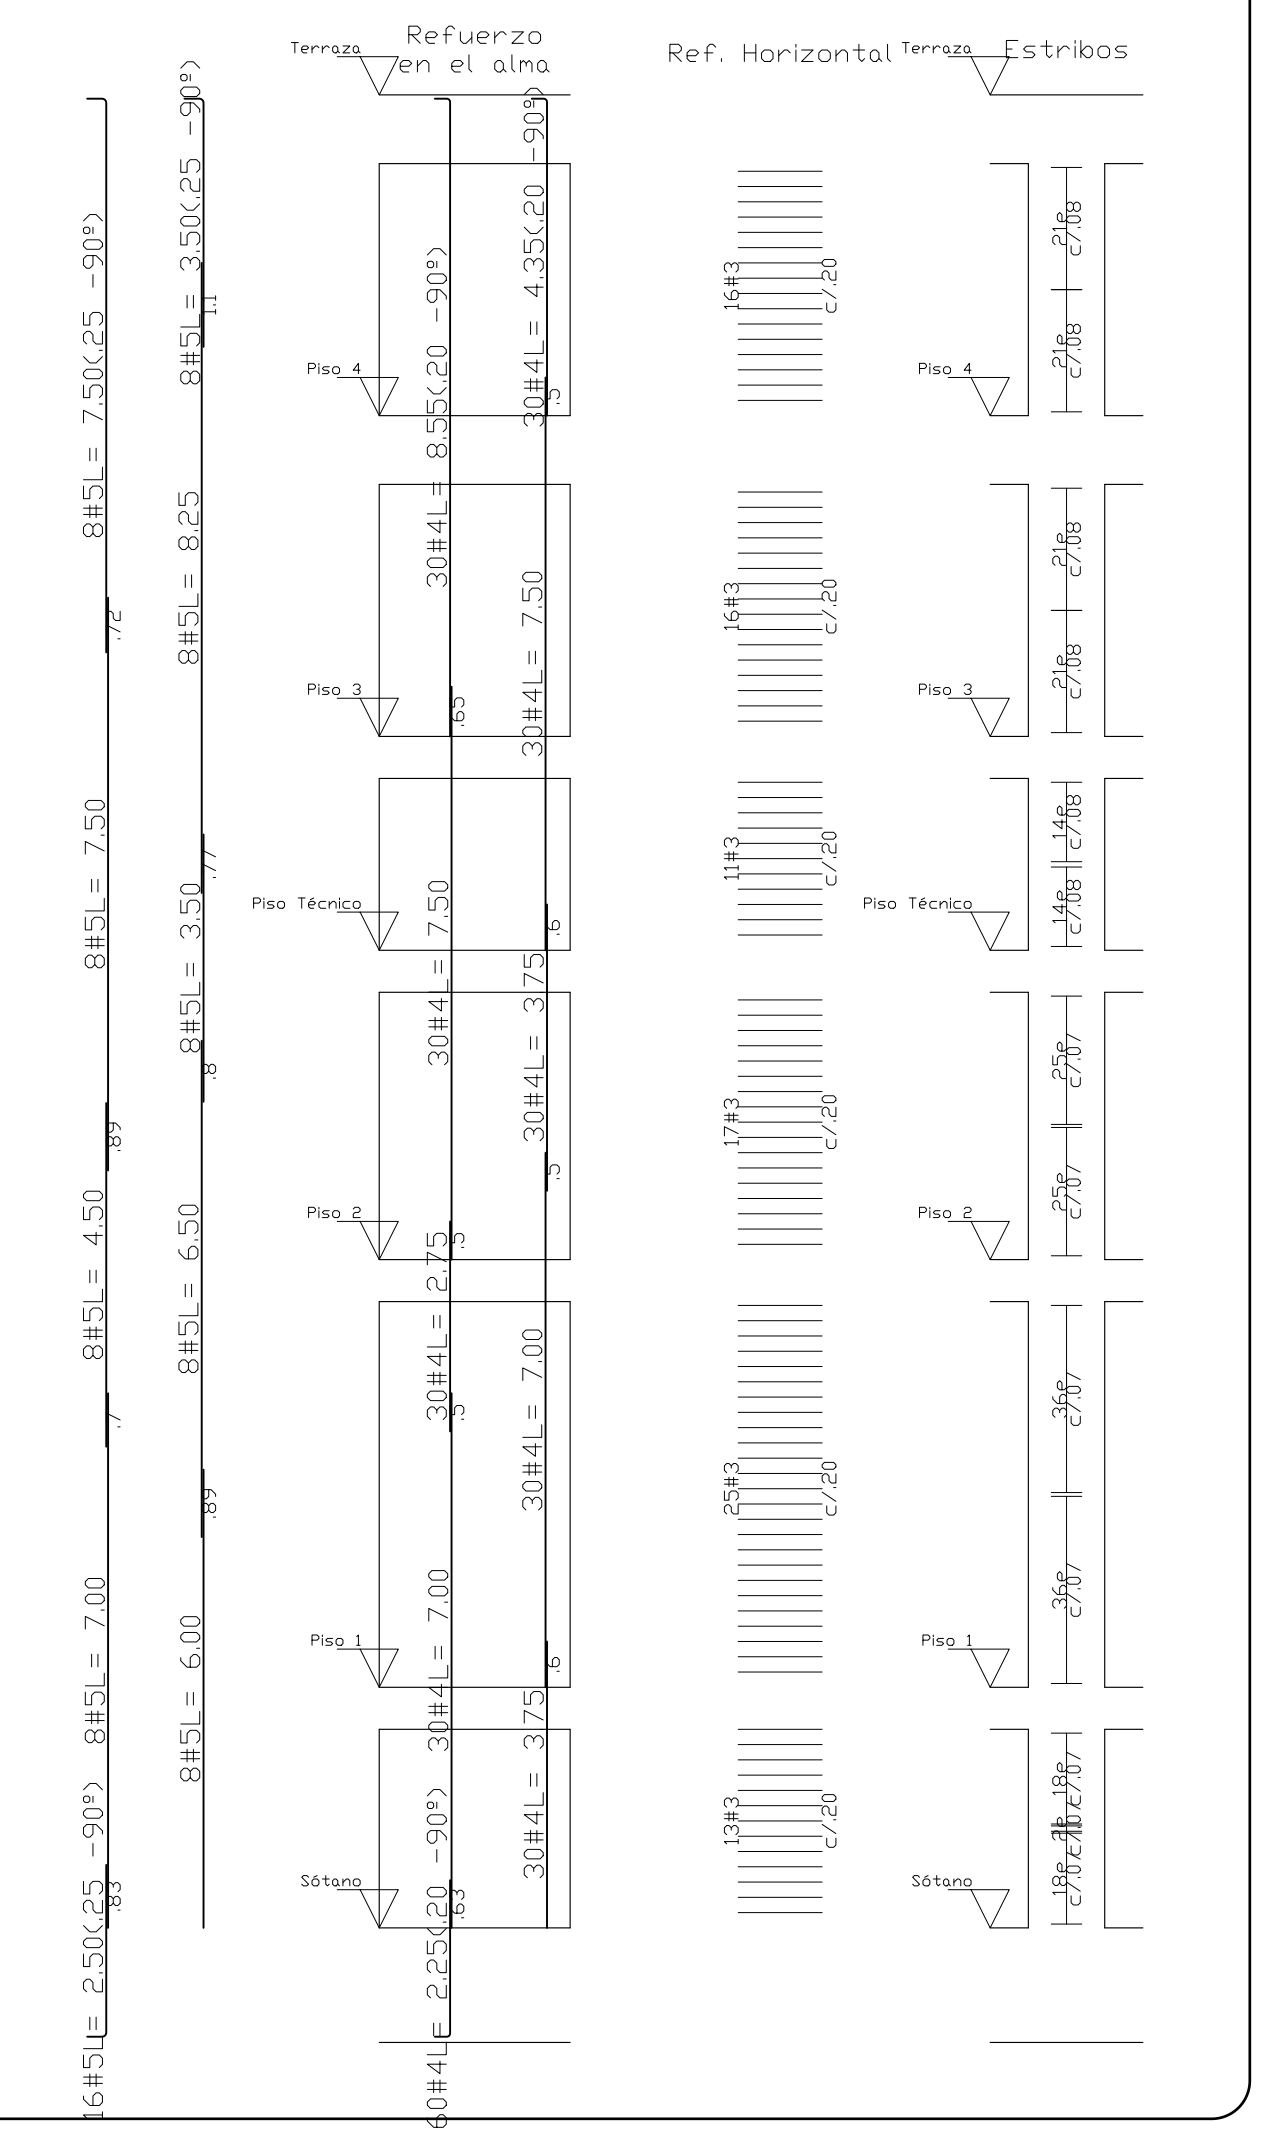 Refuerzo
en el alma
Ref. Horizontal
Estribos
Terraza
Terraza
8#5L= 7.50(.25 -90º)
.72
8#5L= 7.50
.89
8#5L= 4.50
.7
8#5L= 7.00
.83
16#5L= 2.50(.25 -90º)
8#5L= 3.50(.25 -90º)
1.1
8#5L= 8.25
.77
8#5L= 3.50
.8
8#5L= 6.50
.89
8#5L= 6.00
Piso 4
Piso 3
Piso Técnico
Piso 2
Piso 1
Sótano
30#4L= 8.55(.20 -90º)
.65
30#4L= 7.50
.5
30#4L= 2.75
.5
30#4L= 7.00
.63
60#4L= 2.25(.20 -90º)
30#4L= 4.35(.20 -90º)
.5
30#4L= 7.50
.6
30#4L= 3.75
.5
30#4L= 7.00
.6
30#4L= 3.75
16#3
c/.20
16#3
c/.20
11#3
c/.20
17#3
c/.20
25#3
c/.20
13#3
c/.20
Piso 4
Piso 3
Piso Técnico
Piso 2
Piso 1
Sótano
21e
c/.08
21e
c/.08
21e
c/.08
21e
c/.08
14e
c/.08
14e
c/.08
25e
c/.07
25e
c/.07
36e
c/.07
36e
c/.07
18e
c/.07
2e
c/.07
18e
c/.07